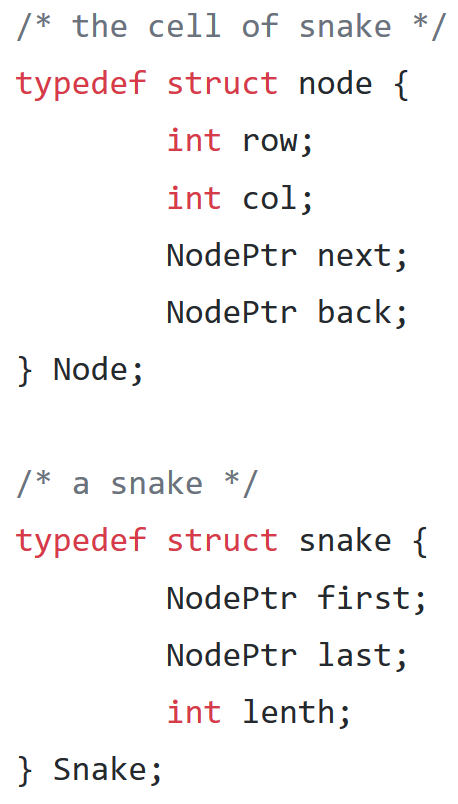 /* the cell of snake */
typedef struct node {
        int row;
        int col;
        NodePtr next;
        NodePtr back;
} Node;

/* a snake */
typedef struct snake {
        NodePtr first;
        NodePtr last;
        int lenth;
} Snake;